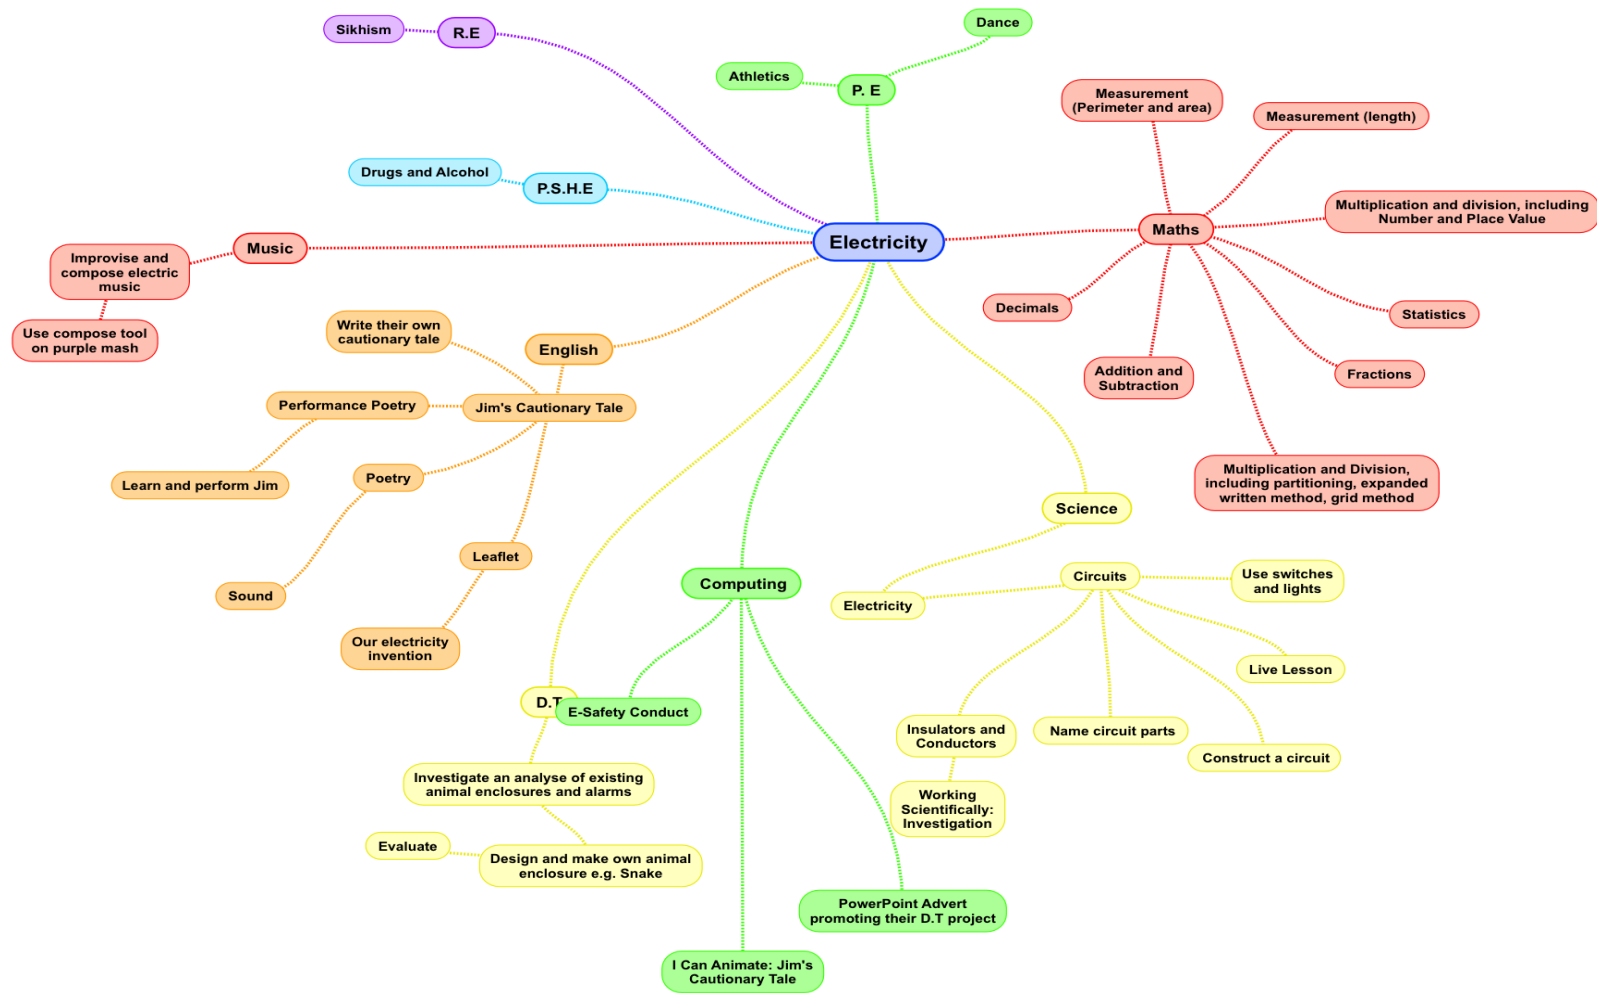 Sikhism
R.E
Dance
Athletics
P. E
Drugs and Alcohol
P.S.H.E
Electricity
Music
Improvise and
compose electric
music
Use compose tool
on purple mash
English
Jim's Cautionary Tale
Write their own
cautionary tale
Performance Poetry
Learn and perform Jim
Poetry
Sound
Leaflet
Our electricity
invention
Maths
Measurement
(Perimeter and area)
Measurement (length)
Multiplication and division, including
Number and Place Value
Statistics
Fractions
Multiplication and Division,
including partitioning, expanded
written method, grid method
Addition and
Subtraction
Decimals
Science
Electricity
Circuits
Use switches
and lights
Live Lesson
Construct a circuit
Name circuit parts
Insulators and
Conductors
Working
Scientifically:
Investigation
Computing
E-Safety Conduct
I Can Animate: Jim's
Cautionary Tale
PowerPoint Advert
promoting their D.T project
D.T
Investigate an analyse of existing
animal enclosures and alarms
Design and make own animal
enclosure e.g. Snake
Evaluate